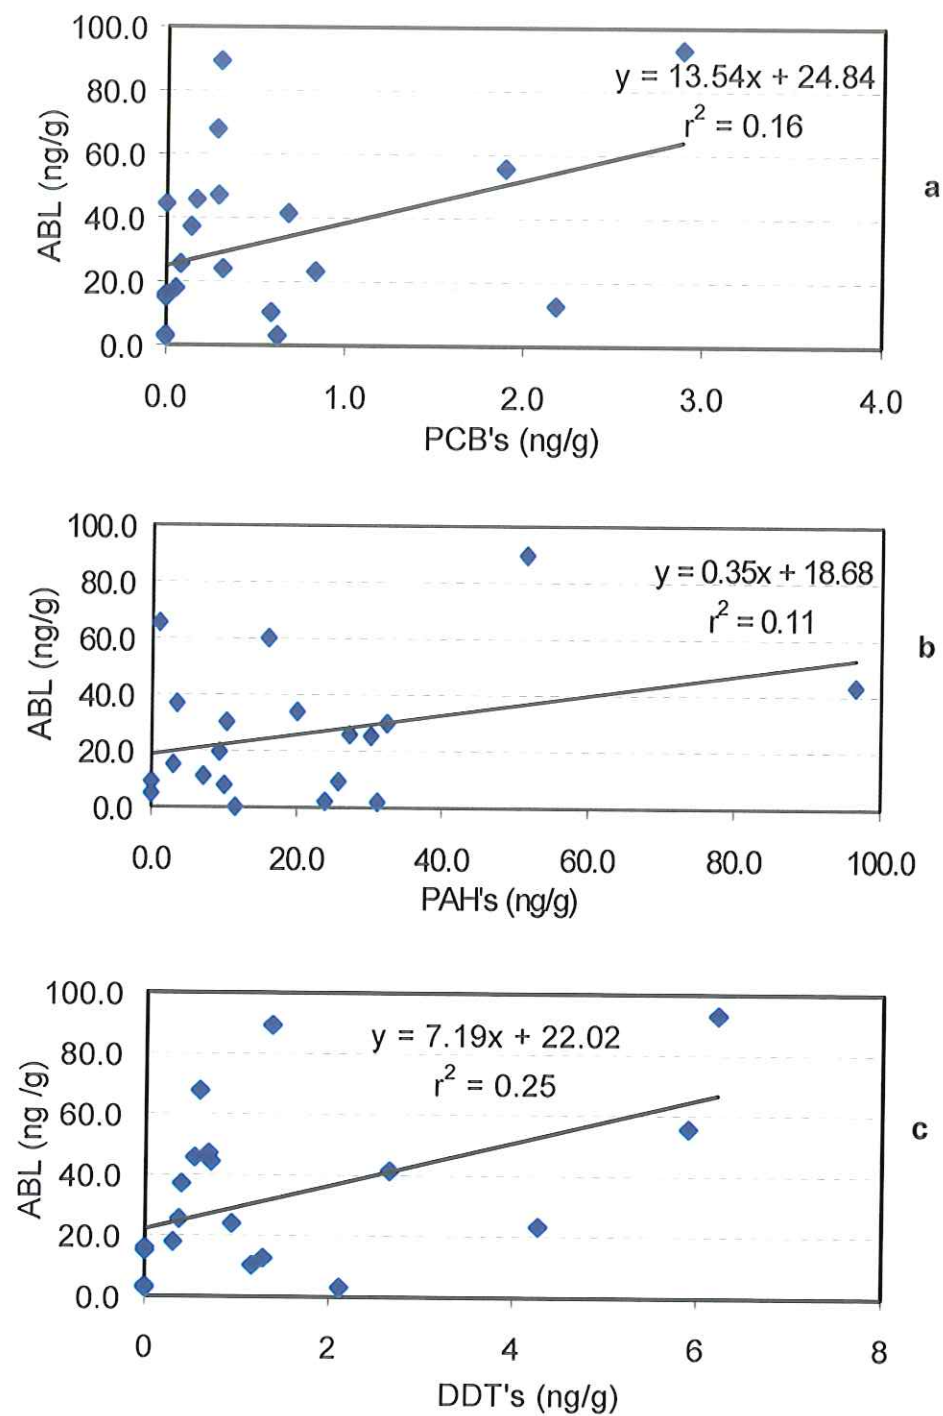 100.0
80.0
60.0
40.0
20.0
0.0
ABL (ng/g)
y = 13.54x + 24.84
r² = 0.16
a
0.0 1.0 2.0 3.0 4.0
PCB's (ng/g)
100.0
80.0
60.0
40.0
20.0
0.0
ABL (ng/g)
y = 0.35x + 18.68
r² = 0.11
b
0.0 20.0 40.0 60.0 80.0 100.0
PAH's (ng/g)
100.0
80.0
60.0
40.0
20.0
0.0
ABL (ng /g)
y = 7.19x + 22.02
r² = 0.25
c
0 2 4 6 8
DDT's (ng/g)